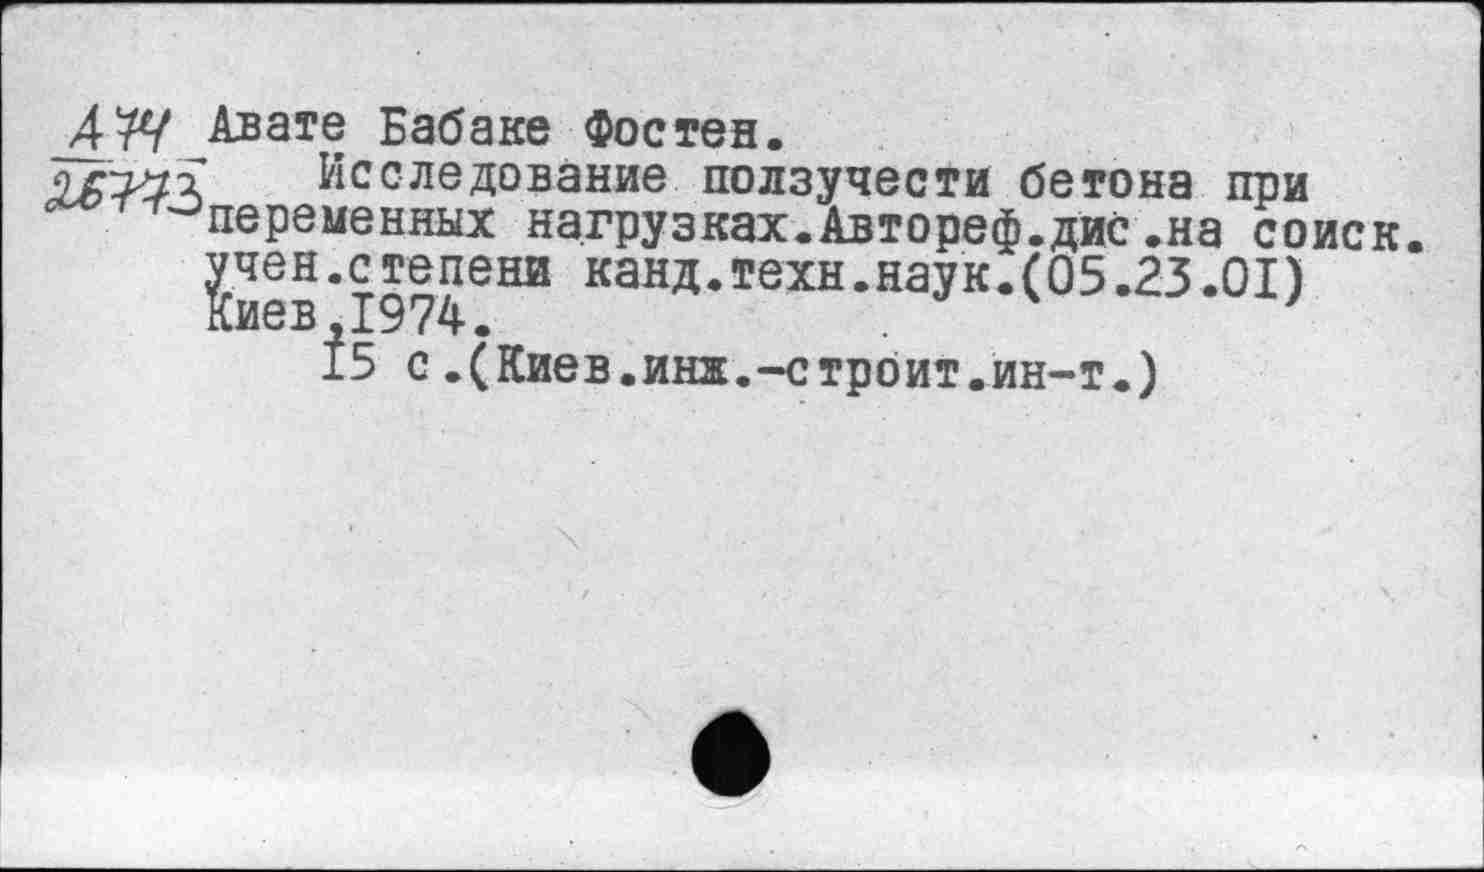 А74 Авате Бабаке Фостен.
26773 Исследование ползучести бетона при
переменных нагрузках.Автореф.дис.на соиск.
учен.степени канд.техн.наук.(05.23.01)
Киев,1974.
15 с.(Киев.инж.-строит.ин-т.)